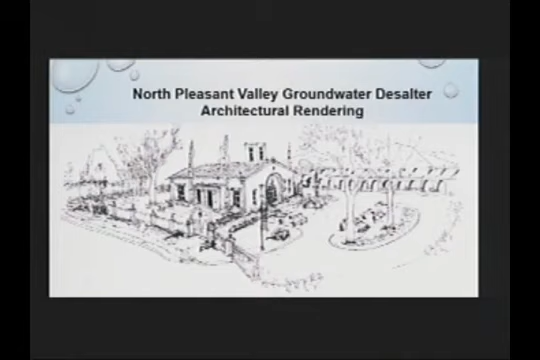 North Pleasant Valley Groundwater Desalter
Architectural Rendering